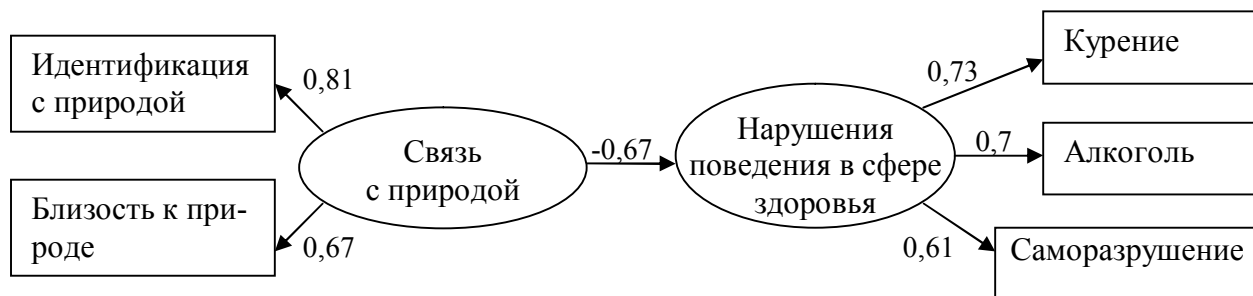 Идентификация
с природой
0,81
Близость к при-
роде
0,67
Связь
с природой
-0,67
Нарушения
поведения в сфере
здоровья
0,73
Курение
0,7
Алкоголь
0,61
Саморазрушение